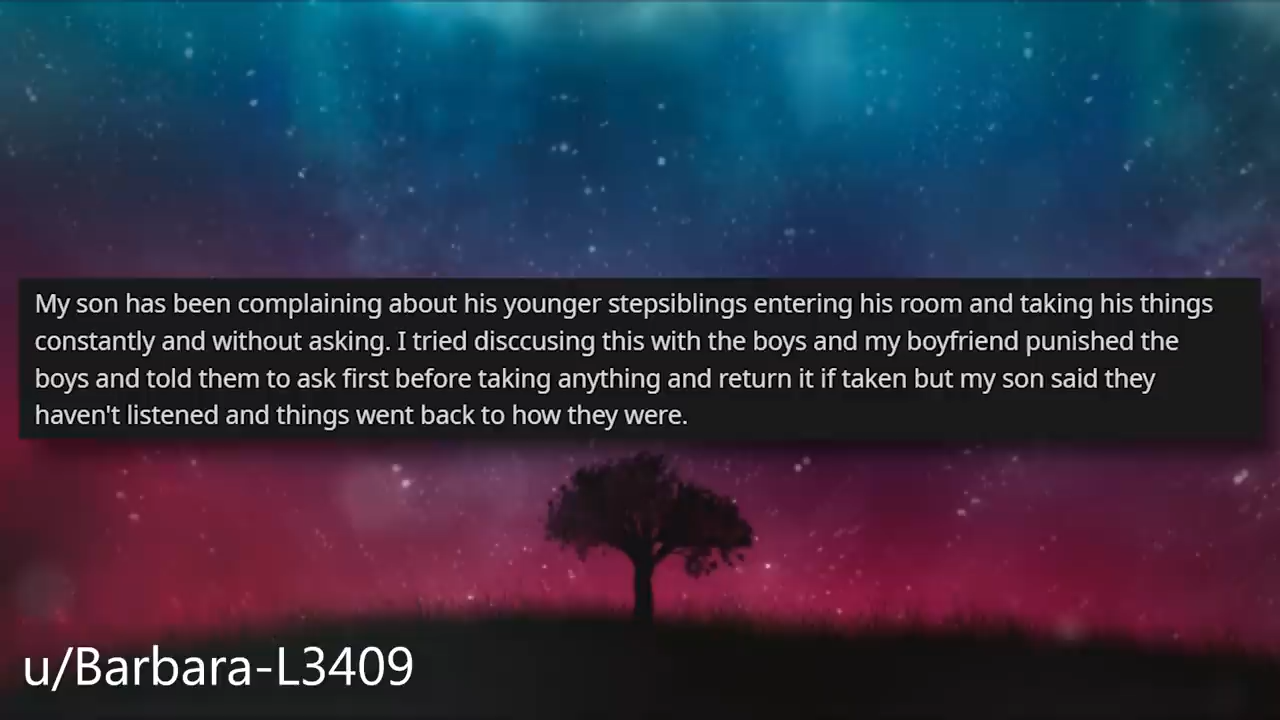 My son has been complaining about his younger stepsiblings entering his room and taking his things
constantly and without asking. I tried disccusing this with the boys and my boyfriend punished the
boys and told them to ask first before taking anything and return it if taken but my son said they
haven't listened and things went back to how they were.
u/Barbara-L3409